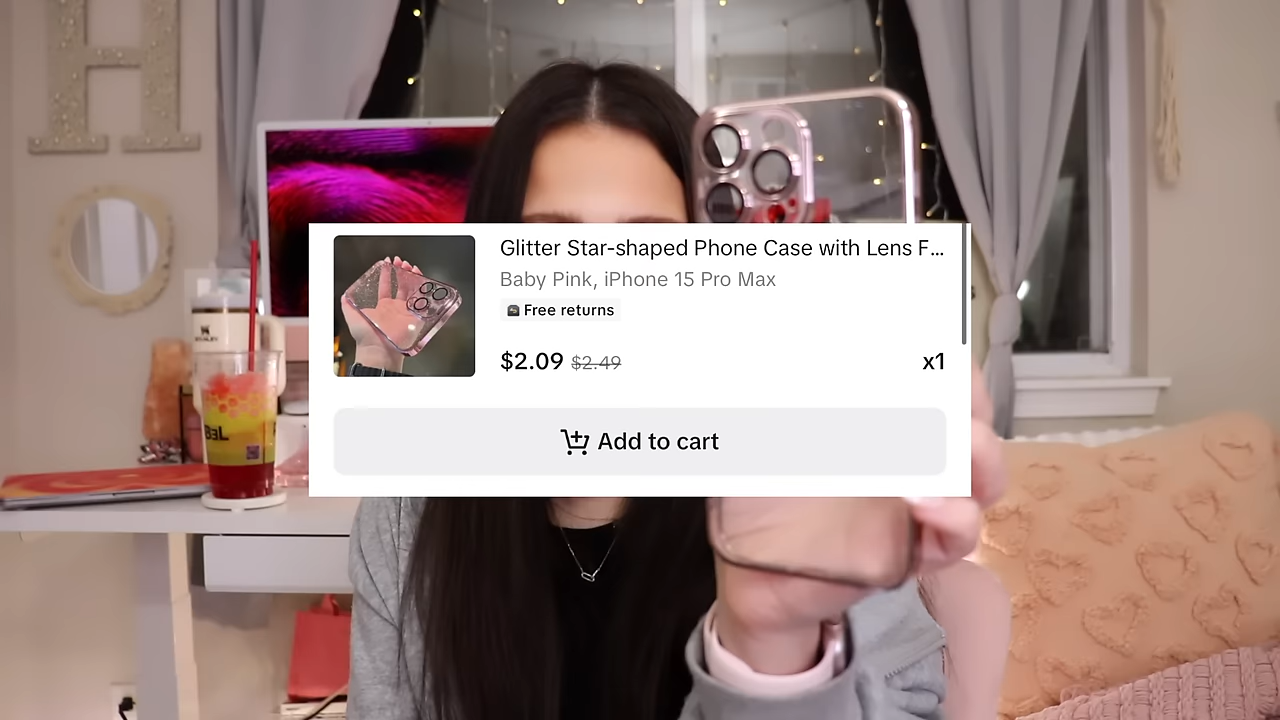 H
Glitter Star-shaped Phone Case with Lens F...
Baby Pink, iPhone 15 Pro Max
Free returns
$2.09 $2.49
x1
Add to cart